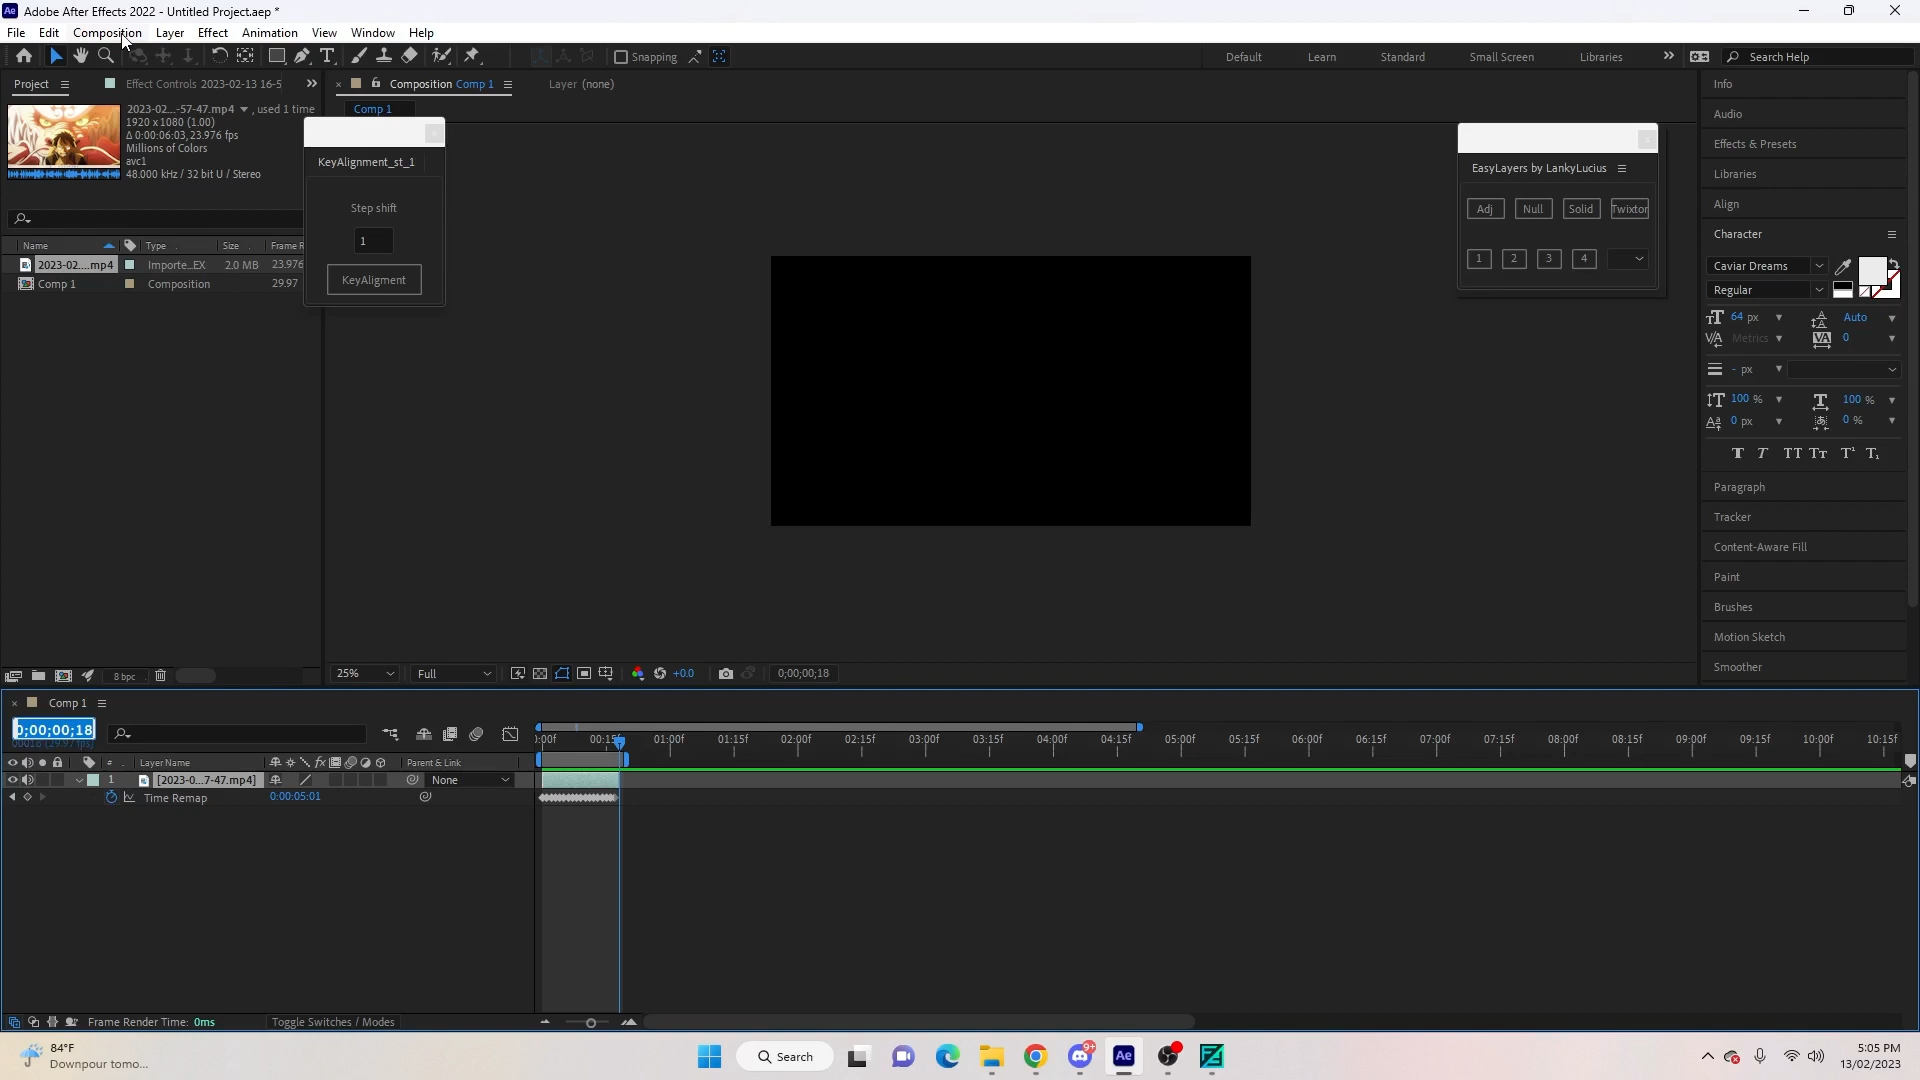 Adobe After Effects 2022 - Untitled Project.aep *
File Edit Composition Layer Effect Animation View Window Help
Snapping
Default Learn Standard Small Screen Libraries Search Help
Project Effect Controls 2023-02-13 16-5
Composition Comp 1 Layer (none)
Comp 1
2023-02...-57-47.mp4 , used 1 time
1920 x 1080 (1.00)
Δ 0:00:06:03, 23.976 fps
Millions of Colors
avc1
48.000 kHz / 32 bit U / Stereo
KeyAlignment_st_1
Step shift
1
KeyAligment
EasyLayers by LankyLucius
Adj Null Solid Twixtor
1 2 3 4
Name Type Size Frame R
2023-02....mp4 Importe...EX 2.0 MB 23.976
Comp 1 Composition 29.97
Info
Audio
Effects & Presets
Libraries
Align
Character
Caviar Dreams
Regular
64 px Auto
Metrics 0
- px
100 % 100 %
0 px 0 %
Paragraph
Tracker
Content-Aware Fill
Paint
Brushes
Motion Sketch
Smoother
8 bpc
25% Full +0.0 0;00;00;18
Comp 1
0;00;00;18
00018 (29.97 fps)
):00f 00:15f 01:00f 01:15f 02:00f 02:15f 03:00f 03:15f 04:00f 04:15f 05:00f 05:15f 06:00f 06:15f 07:00f 07:15f 08:00f 08:15f 09:00f 09:15f 10:00f 10:15f
# Layer Name Parent & Link
1 [2023-0...7-47.mp4] None
Time Remap 0:00:05:01
Frame Render Time: 0ms Toggle Switches / Modes
84°F
Downpour tomo...
Search
9+
Ae
5:05 PM
13/02/2023